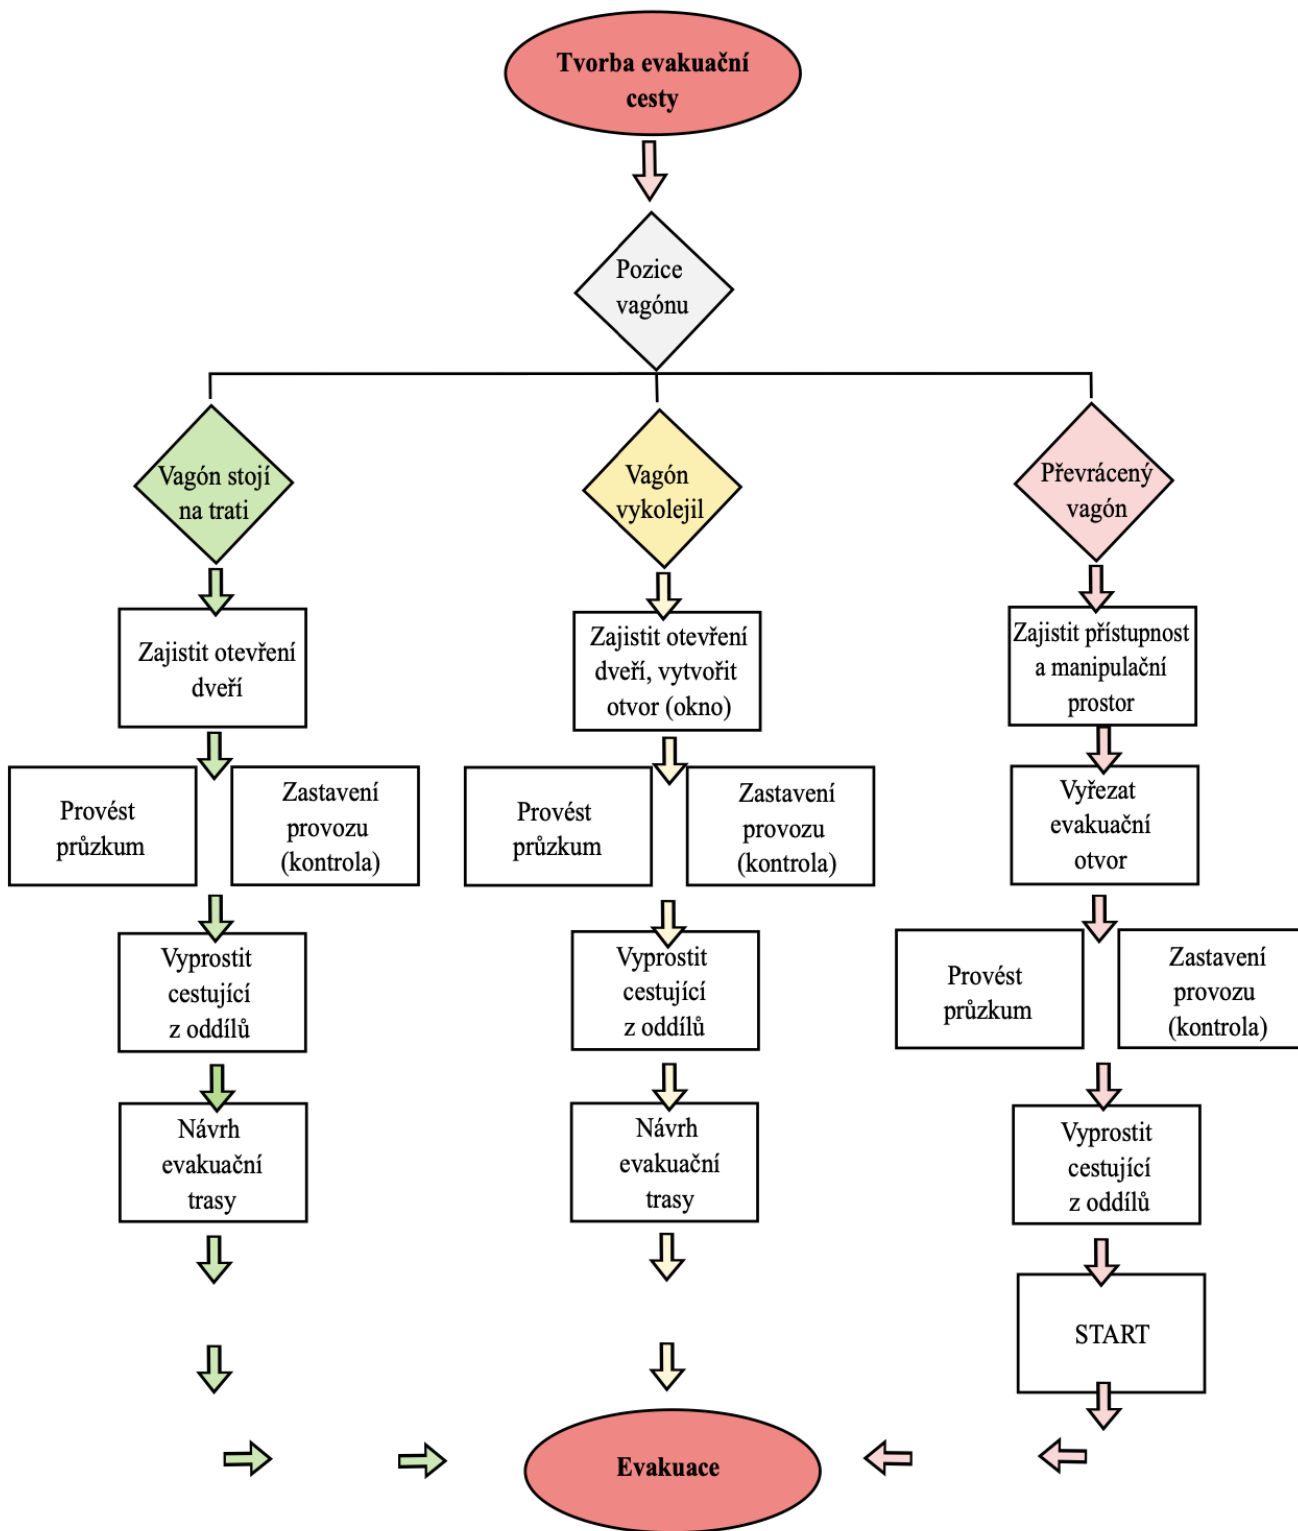 Tvorba evakuační
cesty
Pozice
vagónu
Vagón stojí
na trati
Vagón
vykolejil
Převrácený
vagón
Zajistit otevření
dveří
Zajistit otevření
dveří, vytvořit
otvor (okno)
Zajistit přístupnost
a manipulační
prostor
Provést
průzkum
Zastavení
provozu
(kontrola)
Provést
průzkum
Zastavení
provozu
(kontrola)
Vyřezat
evakuační
otvor
Vyprostit
cestující
z oddílů
Vyprostit
cestující
z oddílů
Provést
průzkum
Zastavení
provozu
(kontrola)
Návrh
evakuační
trasy
Návrh
evakuační
trasy
Vyprostit
cestující
z oddílů
START
Evakuace